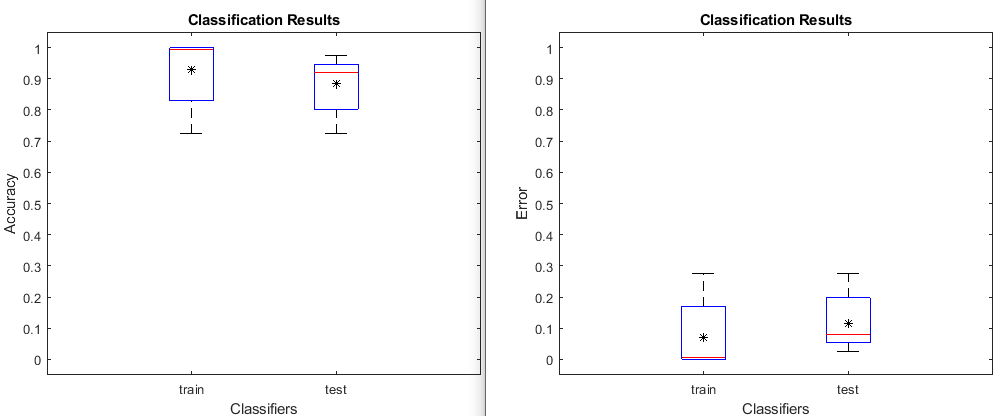 Classification Results
Accuracy
1
0.9
0.8
0.7
0.6
0.5
0.4
0.3
0.2
0.1
0
train test
Classifiers
Classification Results
Error
1
0.9
0.8
0.7
0.6
0.5
0.4
0.3
0.2
0.1
0
train test
Classifiers